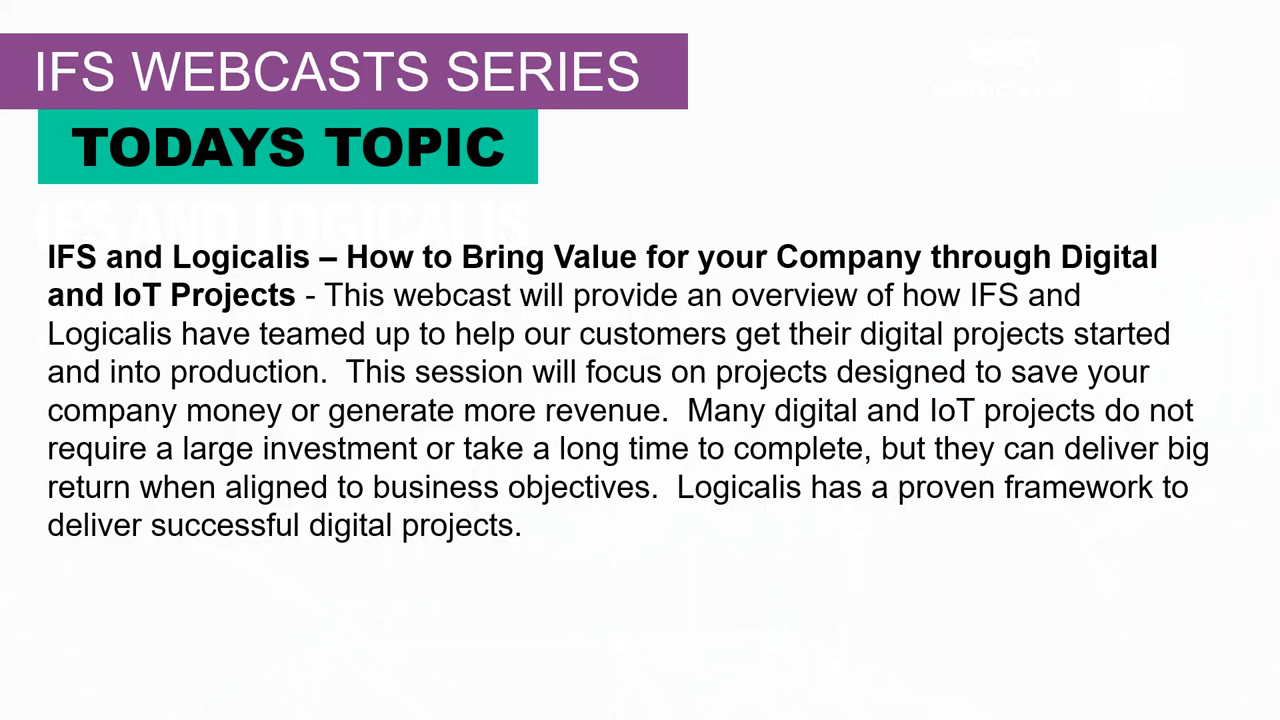 IFS WEBCASTS SERIES
TODAYS TOPIC
IFS AND LOGICALIS
IFS and Logicalis – How to Bring Value for your Company through Digital
and IoT Projects - This webcast will provide an overview of how IFS and
Logicalis have teamed up to help our customers get their digital projects started
and into production.  This session will focus on projects designed to save your
company money or generate more revenue.  Many digital and IoT projects do not
require a large investment or take a long time to complete, but they can deliver big
return when aligned to business objectives.  Logicalis has a proven framework to
deliver successful digital projects.